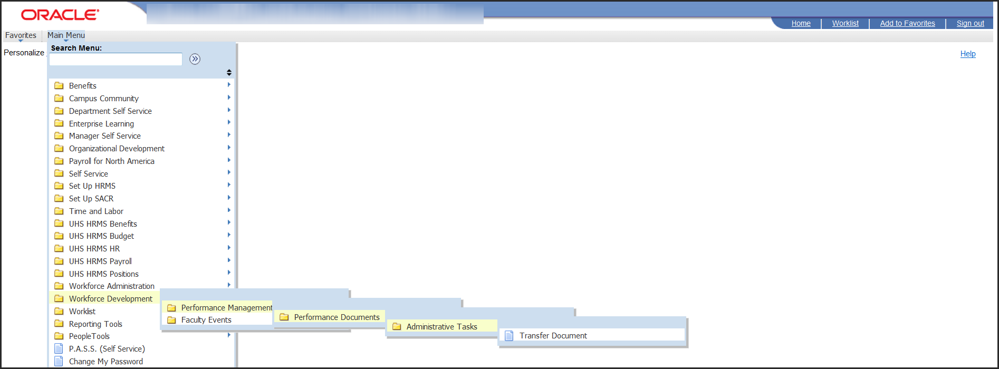 ORACLE
Home Worklist Add to Favorites Sign out
Favorites Main Menu
Personalize
Search Menu:
Help
Benefits
Campus Community
Department Self Service
Enterprise Learning
Manager Self Service
Organizational Development
Payroll for North America
Self Service
Set Up HRMS
Set Up SACR
Time and Labor
UHS HRMS Benefits
UHS HRMS Budget
UHS HRMS HR
UHS HRMS Payroll
UHS HRMS Positions
Workforce Administration
Workforce Development
Performance Management
Faculty Events
Performance Documents
Administrative Tasks
Transfer Document
Worklist
Reporting Tools
PeopleTools
P.A.S.S. (Self Service)
Change My Password